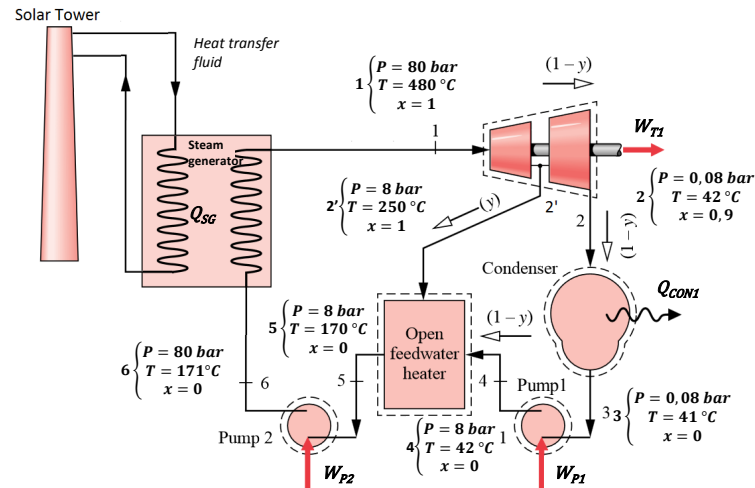 Solar Tower
Heat transfer
fluid
(1 – y)
1 { P = 80 bar
T = 480 °C
x = 1
1
W_T1
Steam
generator
Q_SG
2' { P = 8 bar
T = 250 °C
x = 1
(y)
2'
2
(1–y)
2 { P = 0,08 bar
T = 42 °C
x = 0,9
Condenser
Q_CON1
(1 – y)
5 { P = 8 bar
T = 170 °C
x = 0
Open
feedwater
heater
6 { P = 80 bar
T = 171°C
x = 0
6
5
4
Pump1
3
3 { P = 0,08 bar
T = 41 °C
x = 0
Pump 2
4 { P = 8 bar
T = 42 °C
x = 0
1
W_P2
W_P1